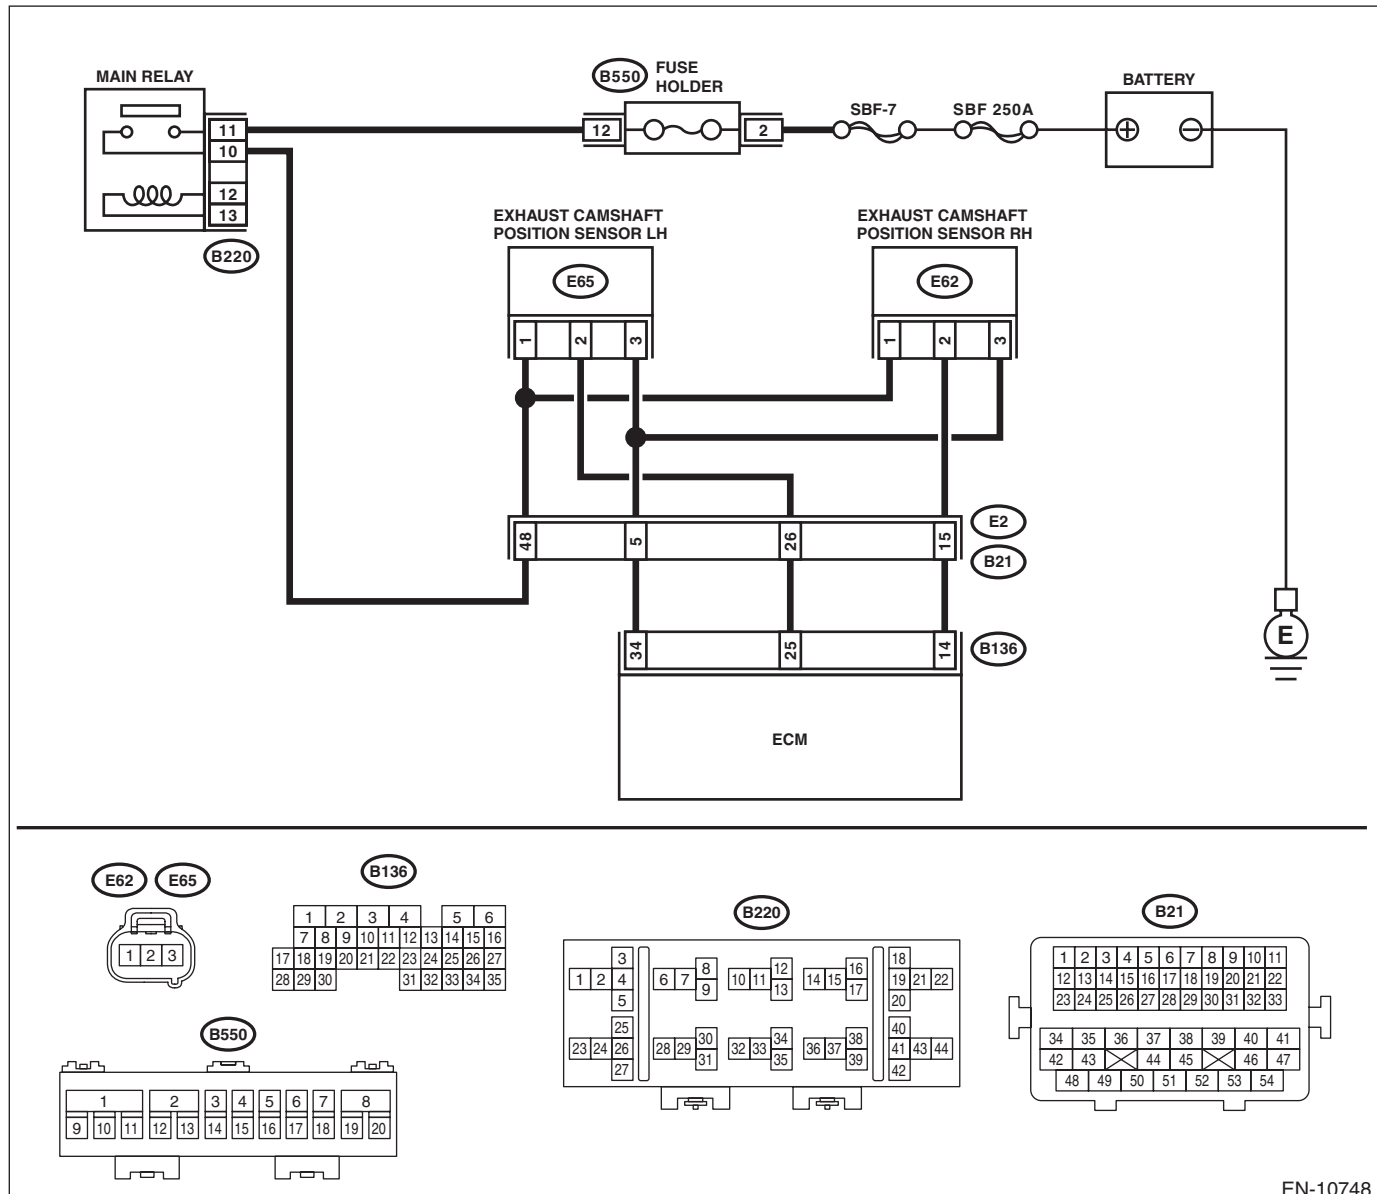 MAIN RELAY
B550
FUSE
HOLDER
SBF-7
SBF 250A
BATTERY
11
10
12
13
12
2
B220
EXHAUST CAMSHAFT
POSITION SENSOR LH
EXHAUST CAMSHAFT
POSITION SENSOR RH
E65
E62
1 2 3
1 2 3
E2
48 5 26 15
B21
E
34 25 14
B136
ECM
E62 E65
1 2 3
B136
1 2 3 4 5 6
7 8 9 10 11 12 13 14 15 16
17 18 19 20 21 22 23 24 25 26 27
28 29 30 31 32 33 34 35
B220
3 8 12 16 18
1 2 4 6 7 10 11 14 15 19 21 22
5 9 13 17 20
25 30 34 38 40
23 24 26 28 29 32 33 36 37 41 43 44
27 31 35 39 42
B21
1 2 3 4 5 6 7 8 9 10 11
12 13 14 15 16 17 18 19 20 21 22
23 24 25 26 27 28 29 30 31 32 33
34 35 36 37 38 39 40 41
42 43 44 45 46 47
48 49 50 51 52 53 54
B550
1 2 3 4 5 6 7 8
9 10 11 12 13 14 15 16 17 18 19 20
EN-10748